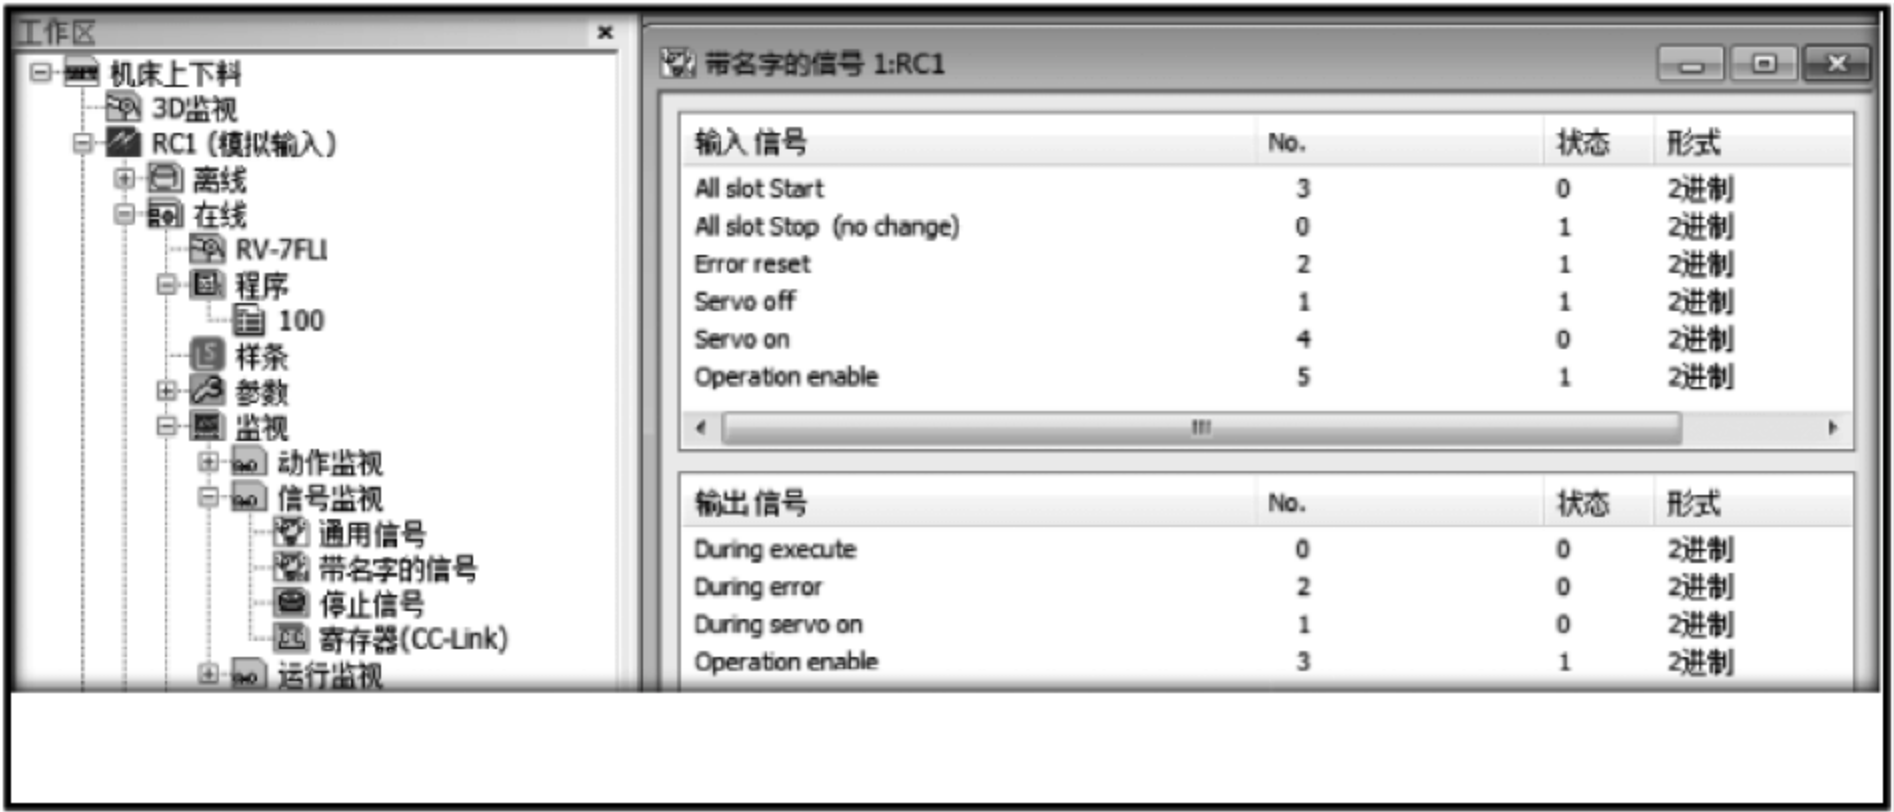 工作区
机床上下料
3D监视
RC1 (模拟输入)
离线
在线
RV-7FLL
程序
100
样条
参数
监视
动作监视
信号监视
通用信号
带名字的信号
停止信号
寄存器(CC-Link)
运行监视
带名字的信号 1:RC1
输入 信号 No. 状态 形式
All slot Start 3 0 2进制
All slot Stop (no change) 0 1 2进制
Error reset 2 1 2进制
Servo off 1 1 2进制
Servo on 4 0 2进制
Operation enable 5 1 2进制
输出 信号 No. 状态 形式
During execute 0 0 2进制
During error 2 0 2进制
During servo on 1 0 2进制
Operation enable 3 1 2进制